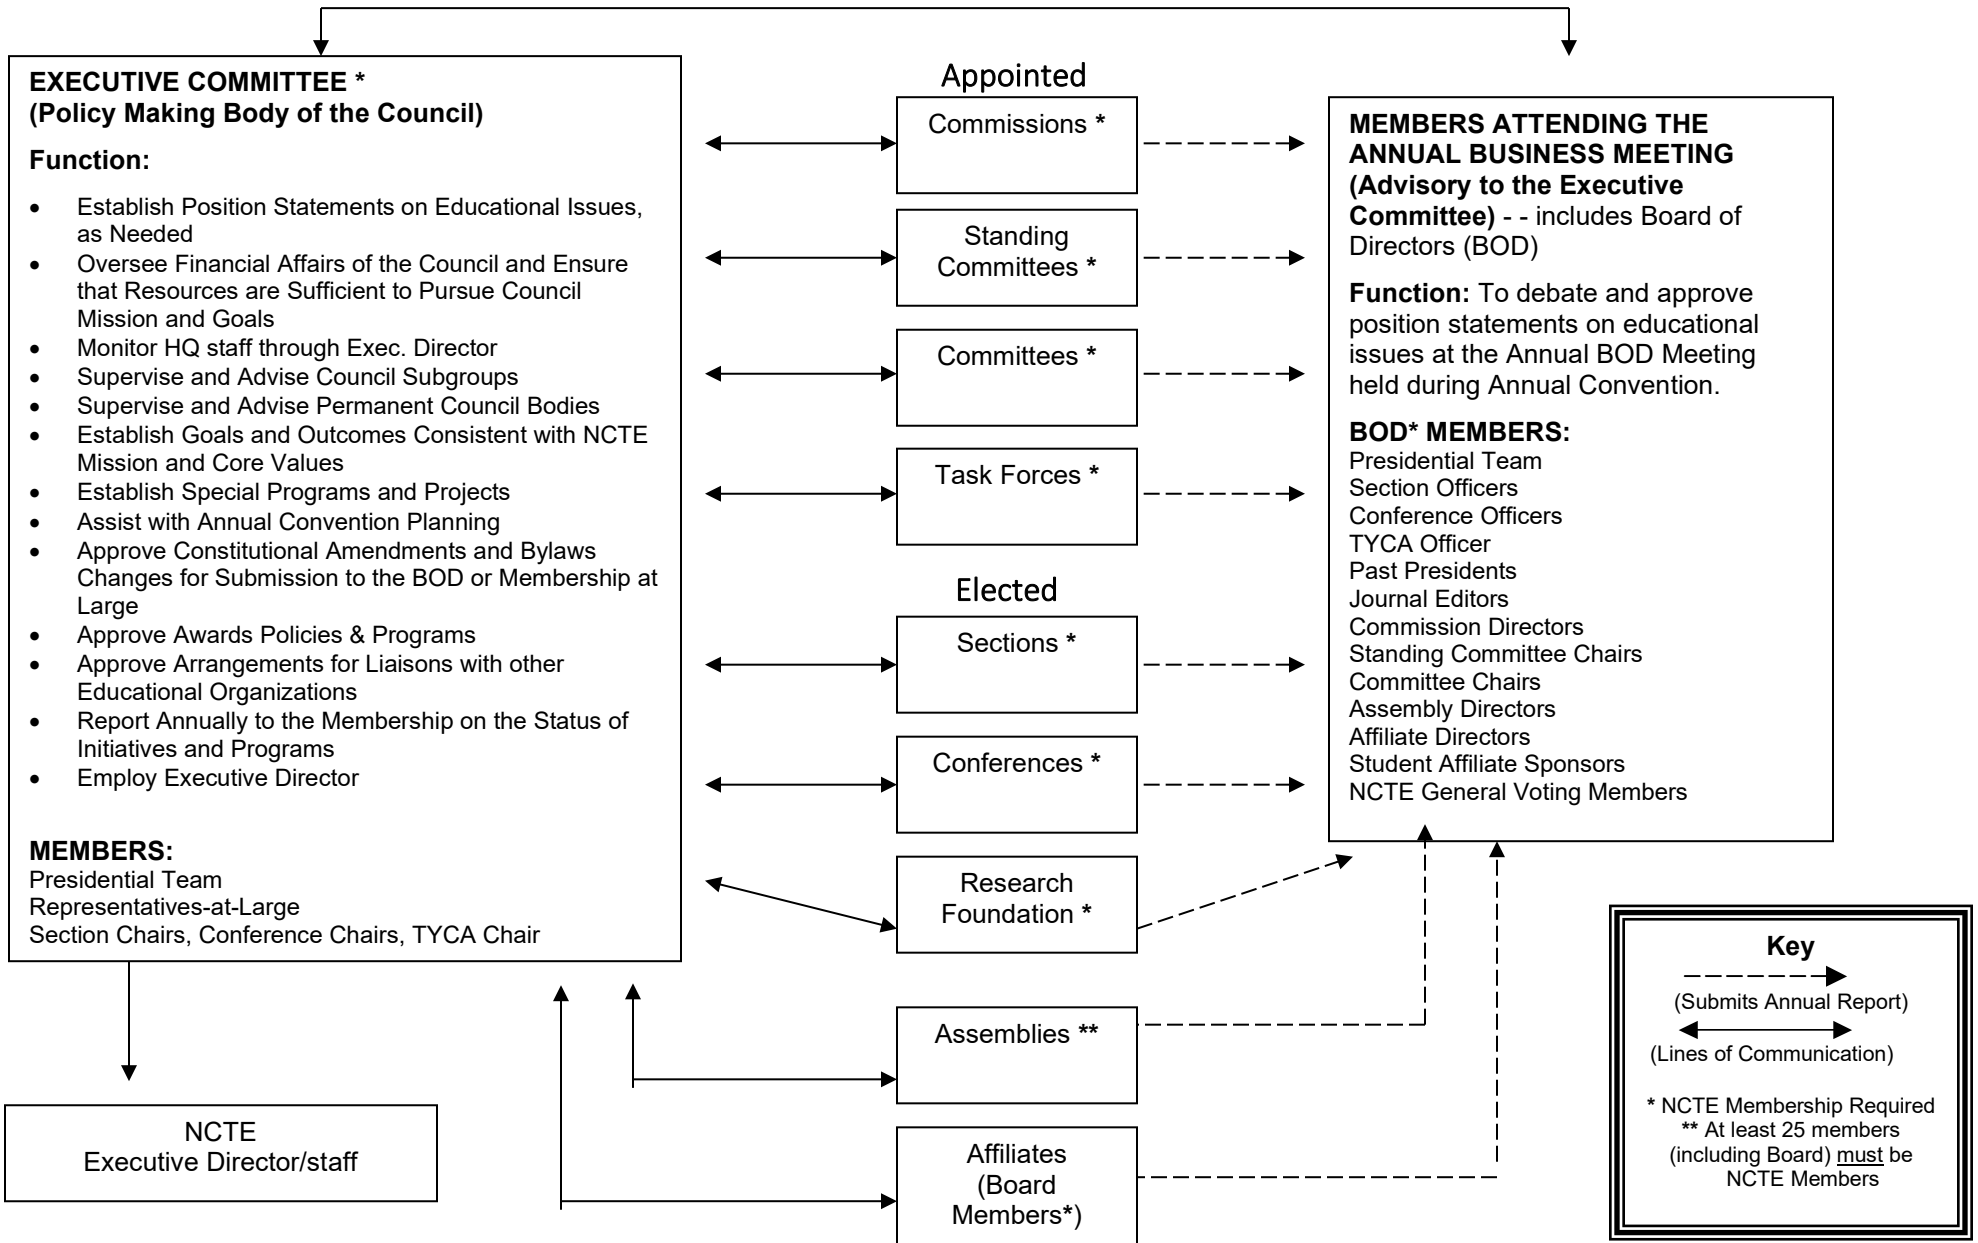 EXECUTIVE COMMITTEE *
(Policy Making Body of the Council)
Function:
• Establish Position Statements on Educational Issues,
as Needed
• Oversee Financial Affairs of the Council and Ensure
that Resources are Sufficient to Pursue Council
Mission and Goals
• Monitor HQ staff through Exec. Director
• Supervise and Advise Council Subgroups
• Supervise and Advise Permanent Council Bodies
• Establish Goals and Outcomes Consistent with NCTE
Mission and Core Values
• Establish Special Programs and Projects
• Assist with Annual Convention Planning
• Approve Constitutional Amendments and Bylaws
Changes for Submission to the BOD or Membership at
Large
• Approve Awards Policies & Programs
• Approve Arrangements for Liaisons with other
Educational Organizations
• Report Annually to the Membership on the Status of
Initiatives and Programs
• Employ Executive Director
MEMBERS:
Presidential Team
Representatives-at-Large
Section Chairs, Conference Chairs, TYCA Chair
NCTE
Executive Director/staff
Appointed
Commissions *
Standing
Committees *
Committees *
Task Forces *
Elected
Sections *
Conferences *
Research
Foundation *
Assemblies **
Affiliates
(Board
Members*)
MEMBERS ATTENDING THE
ANNUAL BUSINESS MEETING
(Advisory to the Executive
Committee) - - includes Board of
Directors (BOD)
Function: To debate and approve
position statements on educational
issues at the Annual BOD Meeting
held during Annual Convention.
BOD* MEMBERS:
Presidential Team
Section Officers
Conference Officers
TYCA Officer
Past Presidents
Journal Editors
Commission Directors
Standing Committee Chairs
Committee Chairs
Assembly Directors
Affiliate Directors
Student Affiliate Sponsors
NCTE General Voting Members
Key
(Submits Annual Report)
(Lines of Communication)
* NCTE Membership Required
** At least 25 members
(including Board) must be
NCTE Members